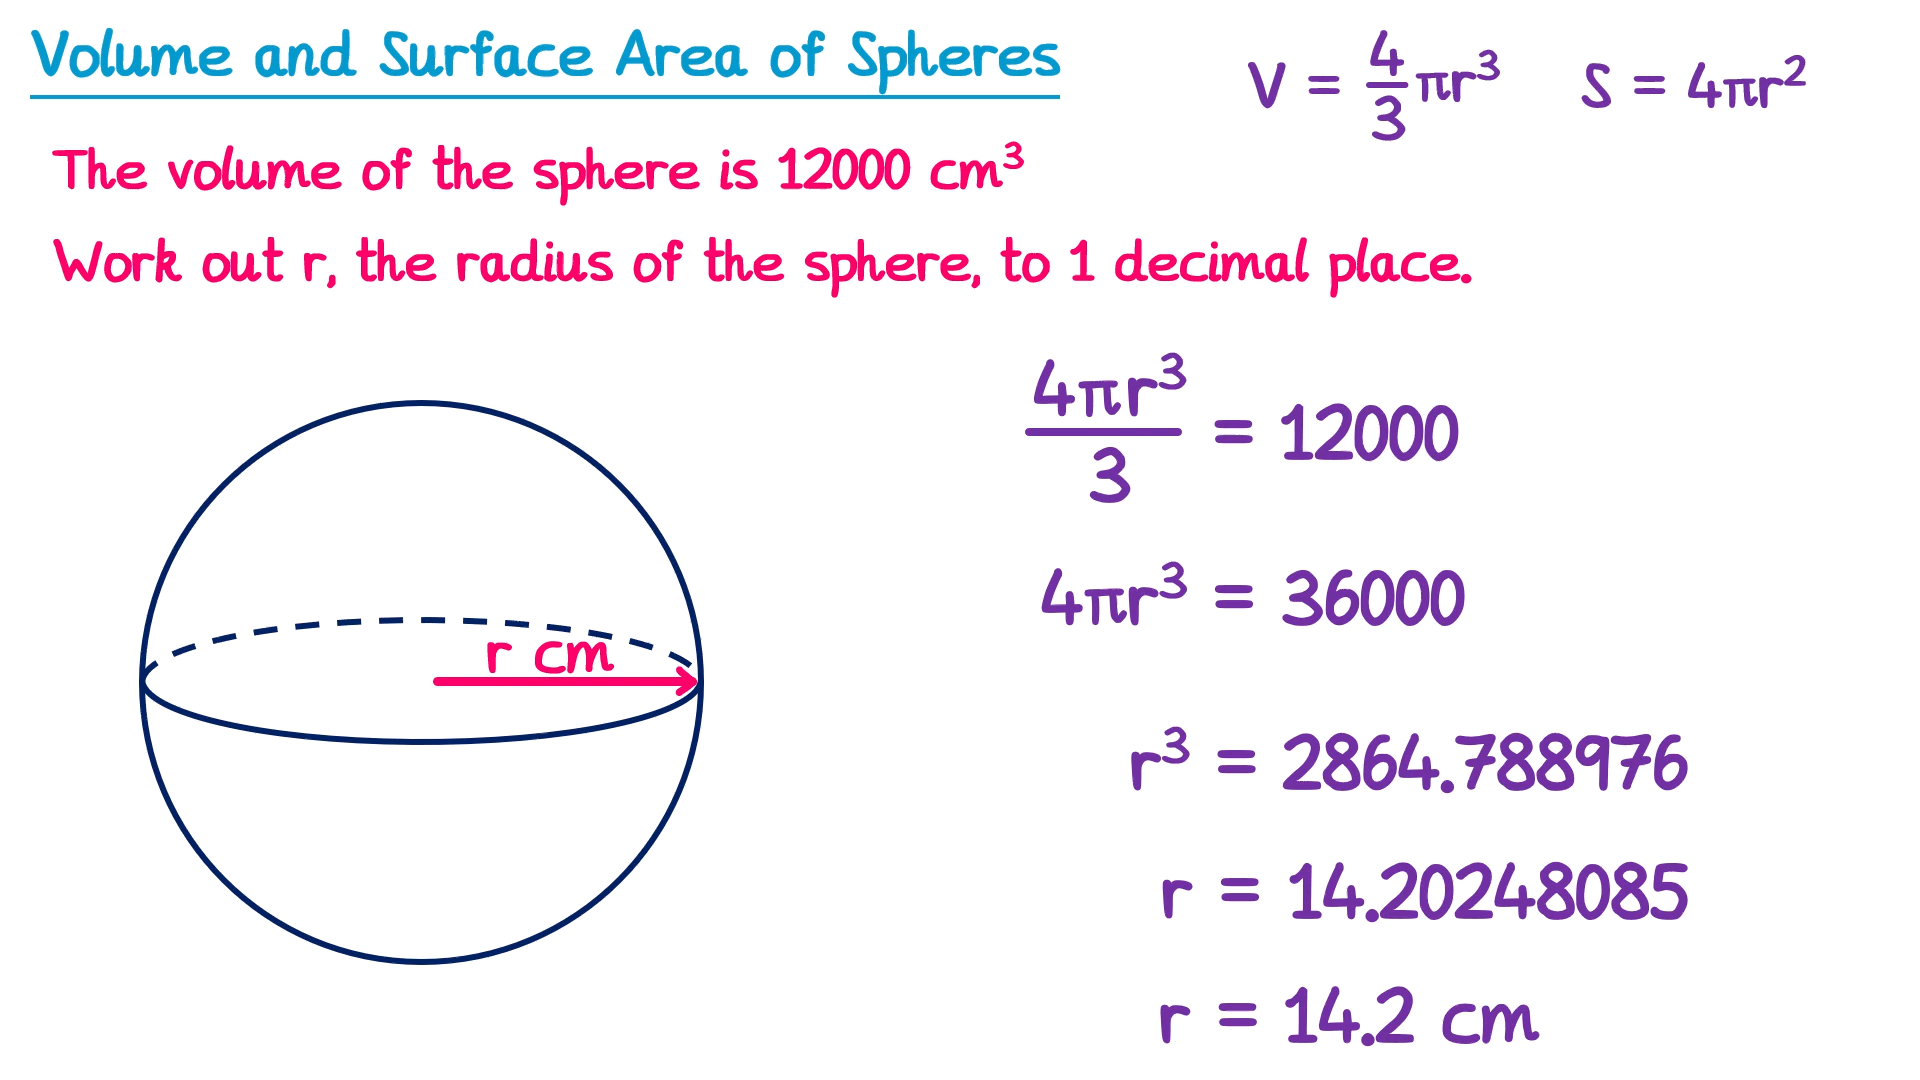 Volume and Surface Area of Spheres
V = 4/3 πr³ S = 4πr²
The volume of the sphere is 12000 cm³
Work out r, the radius of the sphere, to 1 decimal place.
4πr³/3 = 12000
4πr³ = 36000
r cm
r³ = 2864.788976
r = 14.20248085
r = 14.2 cm